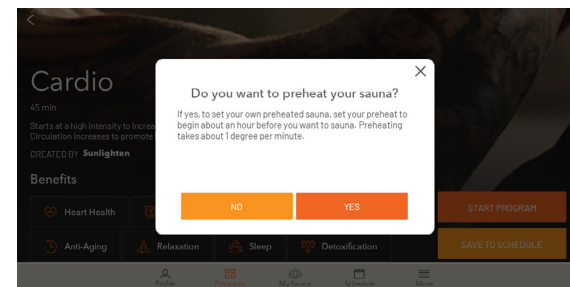 Cardio
45 min
Starts at a high intensity to increa
Circulation increases to promote
CREATED BY Sunlighten
Benefits
Heart Health
Anti-Aging
Relaxation
Sleep
Detoxification
Do you want to preheat your sauna?
If yes, to set your own preheated sauna, set your preheat to
begin about an hour before you want to sauna. Preheating
takes about 1 degree per minute.
NO
YES
START PROGRAM
SAVE TO SCHEDULE
Profile
Programs
My Sauna
Schedule
More